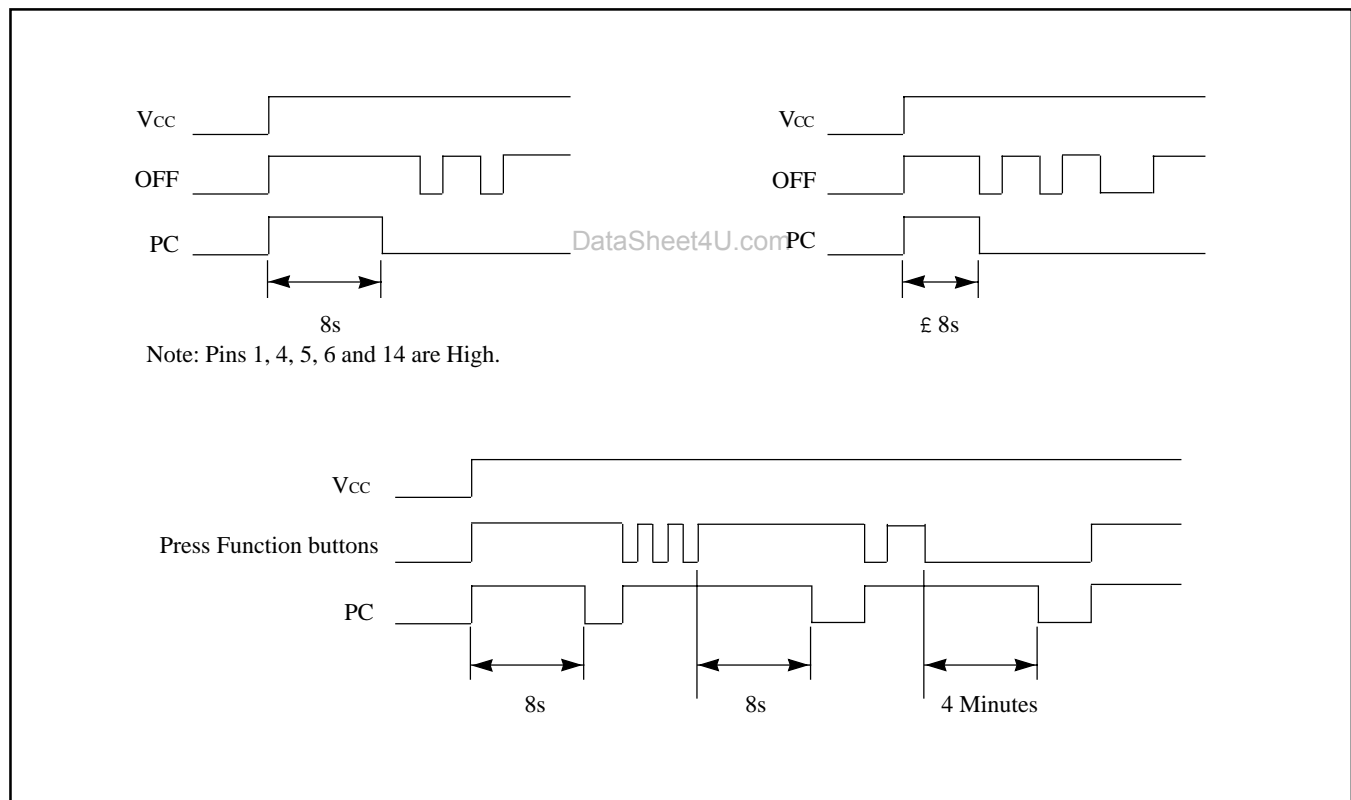 Vcc
OFF
PC
8s
Note: Pins 1, 4, 5, 6 and 14 are High.
Vcc
OFF
DataSheet4U.com
PC
£ 8s
Vcc
Press Function buttons
PC
8s
8s
4 Minutes